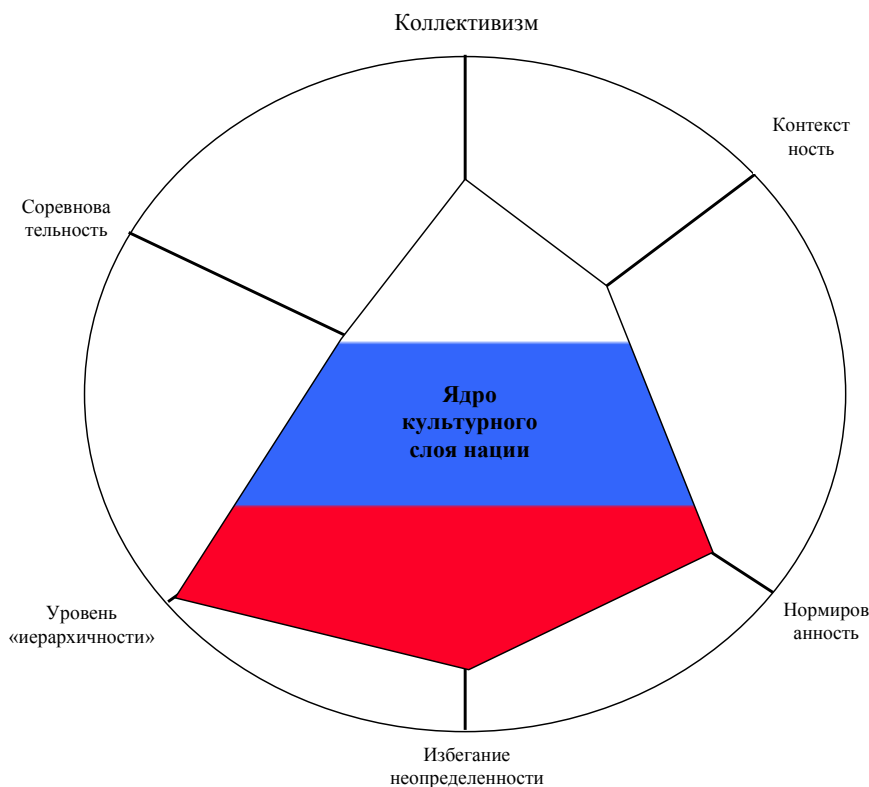 Коллективизм
Контекст
ность
Соревнова
тельность
Ядро
культурного
слоя нации
Уровень
«иерархичности»
Нормиров
анность
Избегание
неопределенности